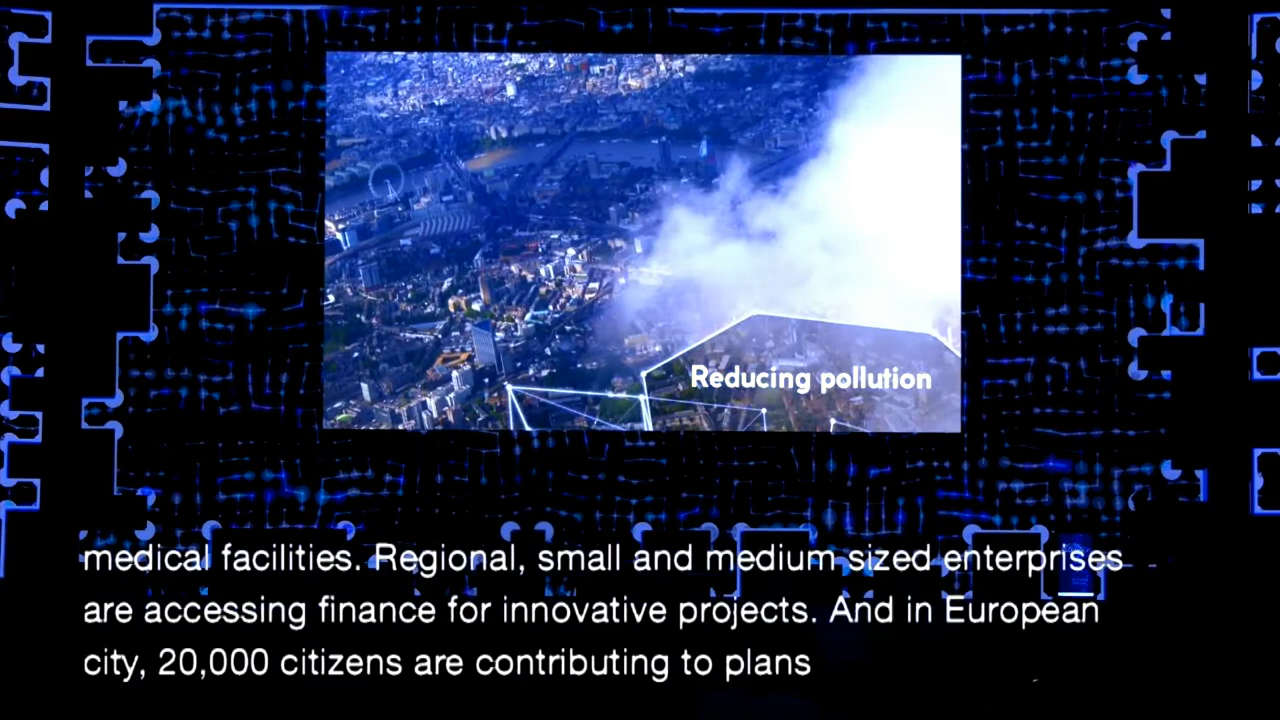 Reducing pollution
medical facilities. Regional, small and medium sized enterprises
are accessing finance for innovative projects. And in European
city, 20,000 citizens are contributing to plans